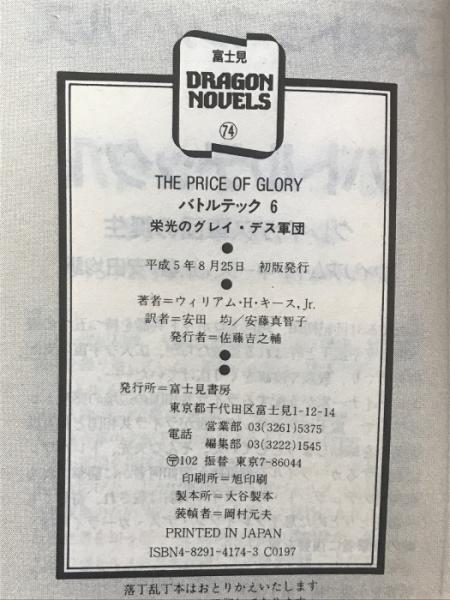 富士見
DRAGON
NOVELS
74
THE PRICE OF GLORY
バトルテック 6
栄光のグレイ・デス軍団
平成5年8月25日 初版発行
著者=ウィリアム・H・キース, Jr.
訳者=安田 均/安藤真智子
発行者=佐藤吉之輔
発行所=富士見書房
東京都千代田区富士見1-12-14
電話 営業部 03(3261)5375
編集部 03(3222)1545
〶102 振替 東京7-86044
印刷所=旭印刷
製本所=大谷製本
装幀者=岡村元夫
PRINTED IN JAPAN
ISBN4-8291-4174-3 C0197
落丁乱丁本はおとりかえいたします